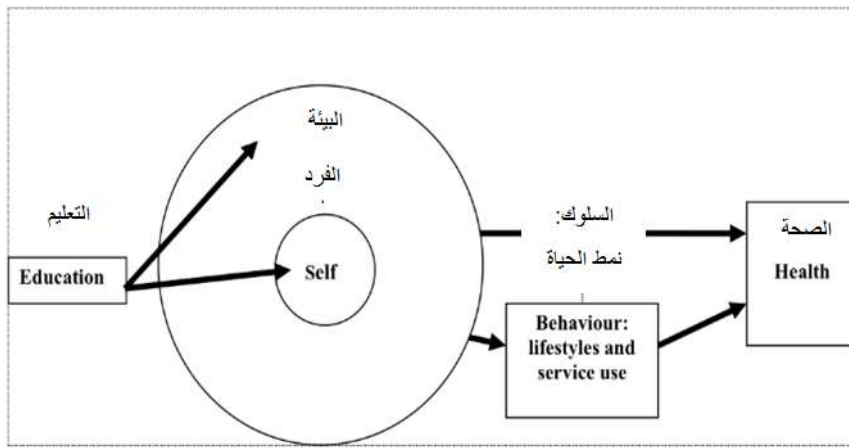 البيئة
الفرد
التعليم
Education
Self
السلوك:
نمط الحياة
Behaviour:
lifestyles and
service use
الصحة
Health